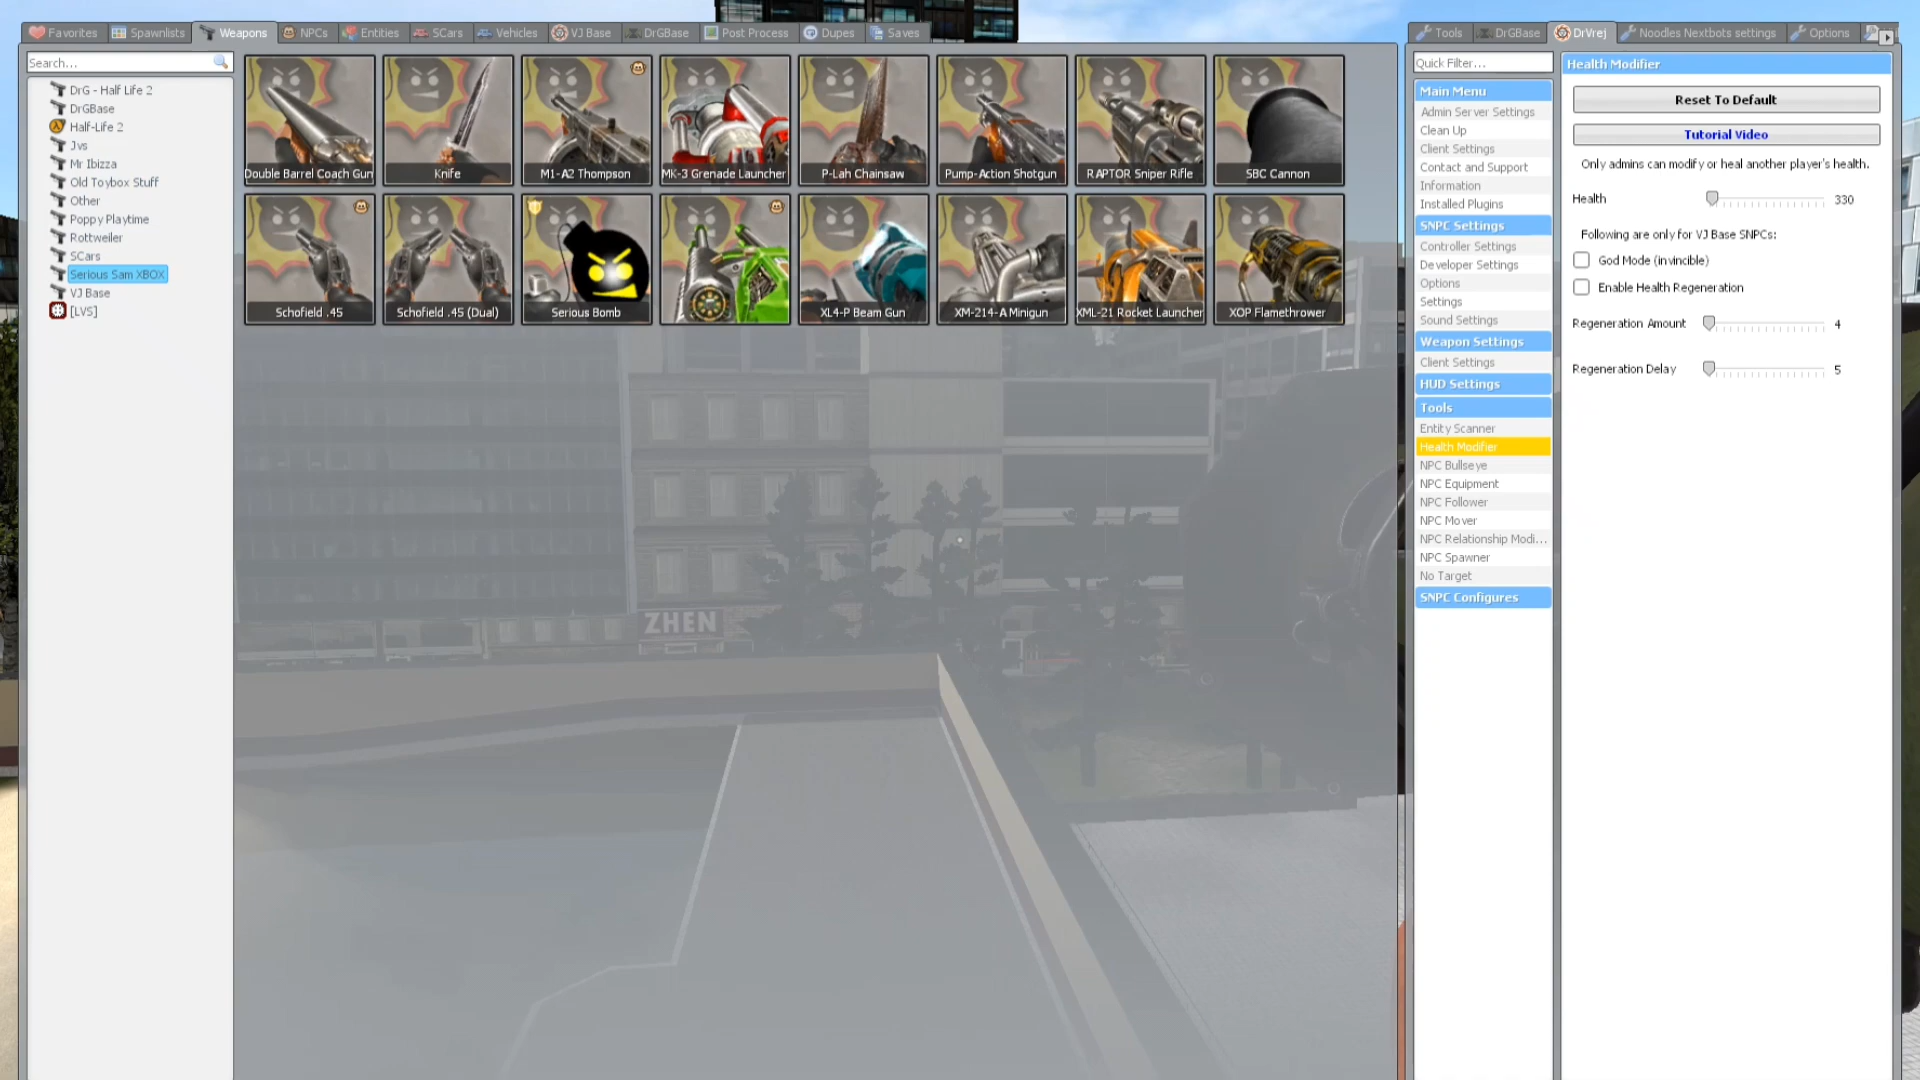 Favorites
Spawnlists
Weapons
NPCs
Entities
SCars
Vehicles
VJ Base
DrGBase
Post Process
Dupes
Saves
Search...
DrG - Half Life 2
DrGBase
Half-Life 2
Jvs
Mr Ibizza
Old Toybox Stuff
Other
Poppy Playtime
Rottweiler
SCars
Serious Sam XBOX
VJ Base
[LVS]
Double Barrel Coach Gun
Knife
M1-A2 Thompson
MK-3 Grenade Launcher
P-Lah Chainsaw
Pump-Action Shotgun
RAPTOR Sniper Rifle
SBC Cannon
Schofield .45
Schofield .45 (Dual)
Serious Bomb
XL4-P Beam Gun
XM-214-A Minigun
XML-21 Rocket Launcher
XOP Flamethrower
ZHEN
Tools
DrGBase
DrVrej
Noodles Nextbots settings
Options
Quick Filter...
Main Menu
Admin Server Settings
Clean Up
Client Settings
Contact and Support
Information
Installed Plugins
SNPC Settings
Controller Settings
Developer Settings
Options
Settings
Sound Settings
Weapon Settings
Client Settings
HUD Settings
Tools
Entity Scanner
Health Modifier
NPC Bullseye
NPC Equipment
NPC Follower
NPC Mover
NPC Relationship Modi...
NPC Spawner
No Target
SNPC Configures
Health Modifier
Reset To Default
Tutorial Video
Only admins can modify or heal another player's health.
Health 330
Following are only for VJ Base SNPCs:
God Mode (invincible)
Enable Health Regeneration
Regeneration Amount 4
Regeneration Delay 5